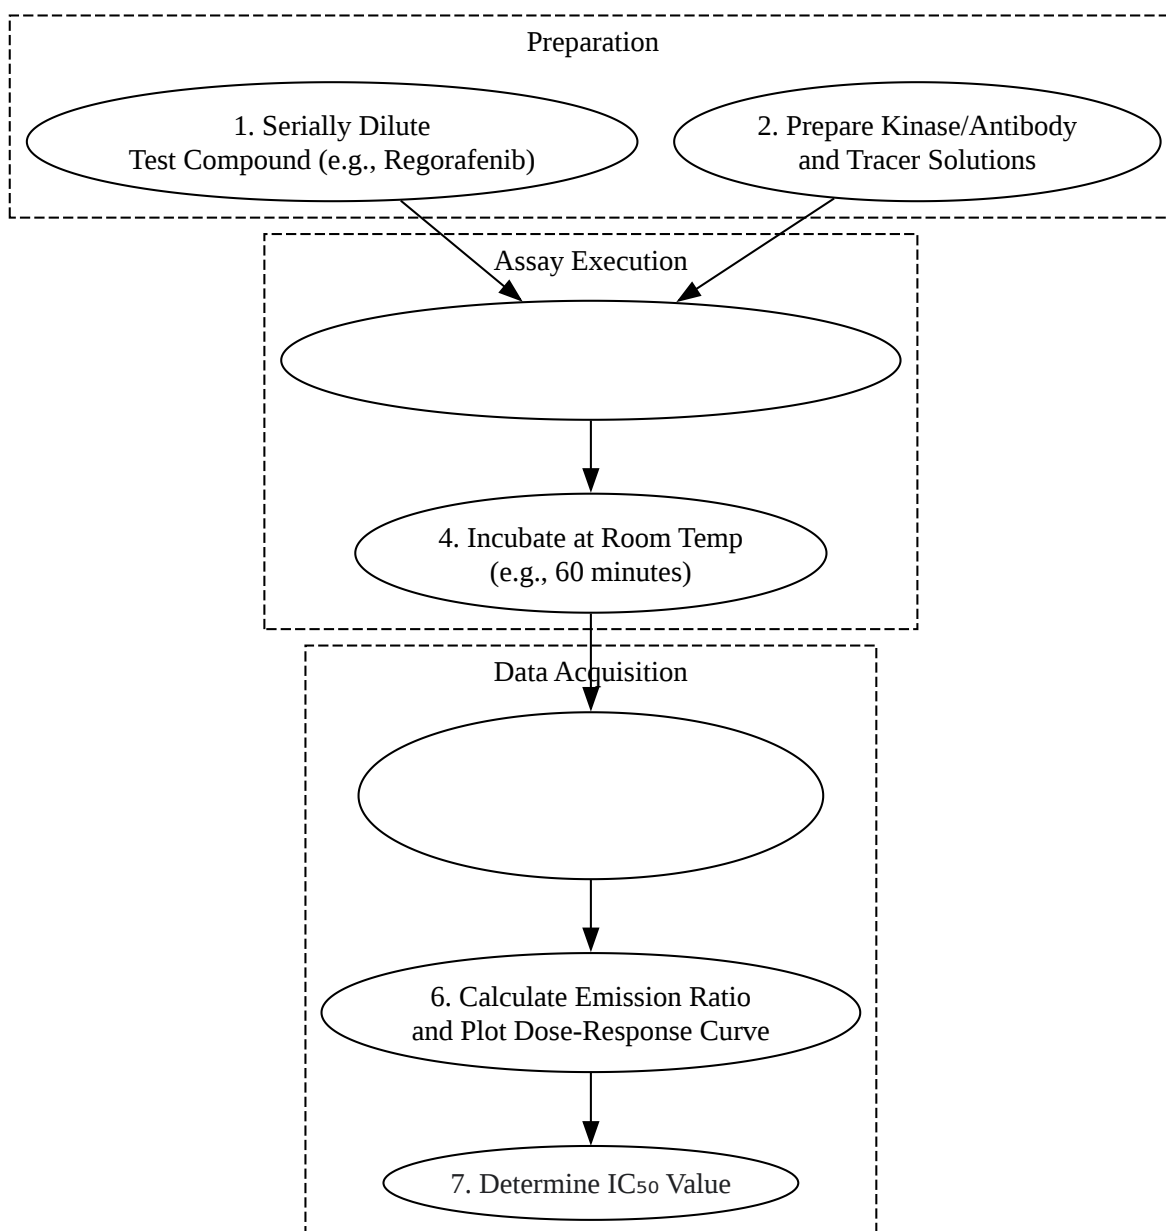 Preparation
1. Serially Dilute
Test Compound (e.g., Regorafenib)
2. Prepare Kinase/Antibody
and Tracer Solutions
Assay Execution
4. Incubate at Room Temp
(e.g., 60 minutes)
Data Acquisition
6. Calculate Emission Ratio
and Plot Dose-Response Curve
7. Determine IC₅₀ Value